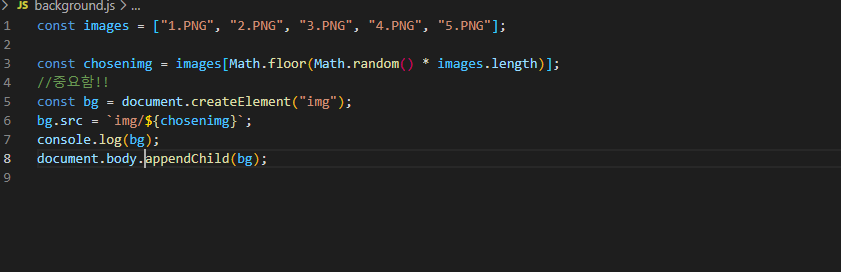 > JS background.js > ...
1 const images = ["1.PNG", "2.PNG", "3.PNG", "4.PNG", "5.PNG"];
2
3 const chosenimg = images[Math.floor(Math.random() * images.length)];
4 //중요함!!
5 const bg = document.createElement("img");
6 bg.src = `img/${chosenimg}`;
7 console.log(bg);
8 document.body.appendChild(bg);
9